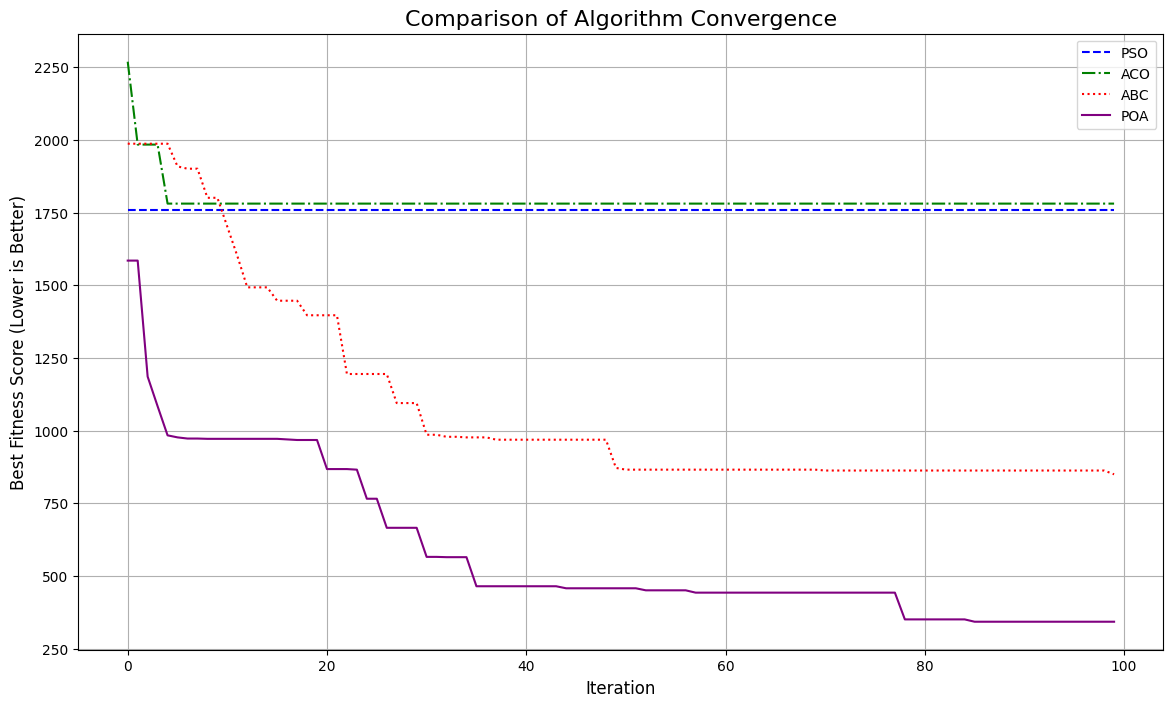 Comparison of Algorithm Convergence
PSO
ACO
ABC
POA
Best Fitness Score (Lower is Better)
2250
2000
1750
1500
1250
1000
750
500
250
0
20
40
60
80
100
Iteration